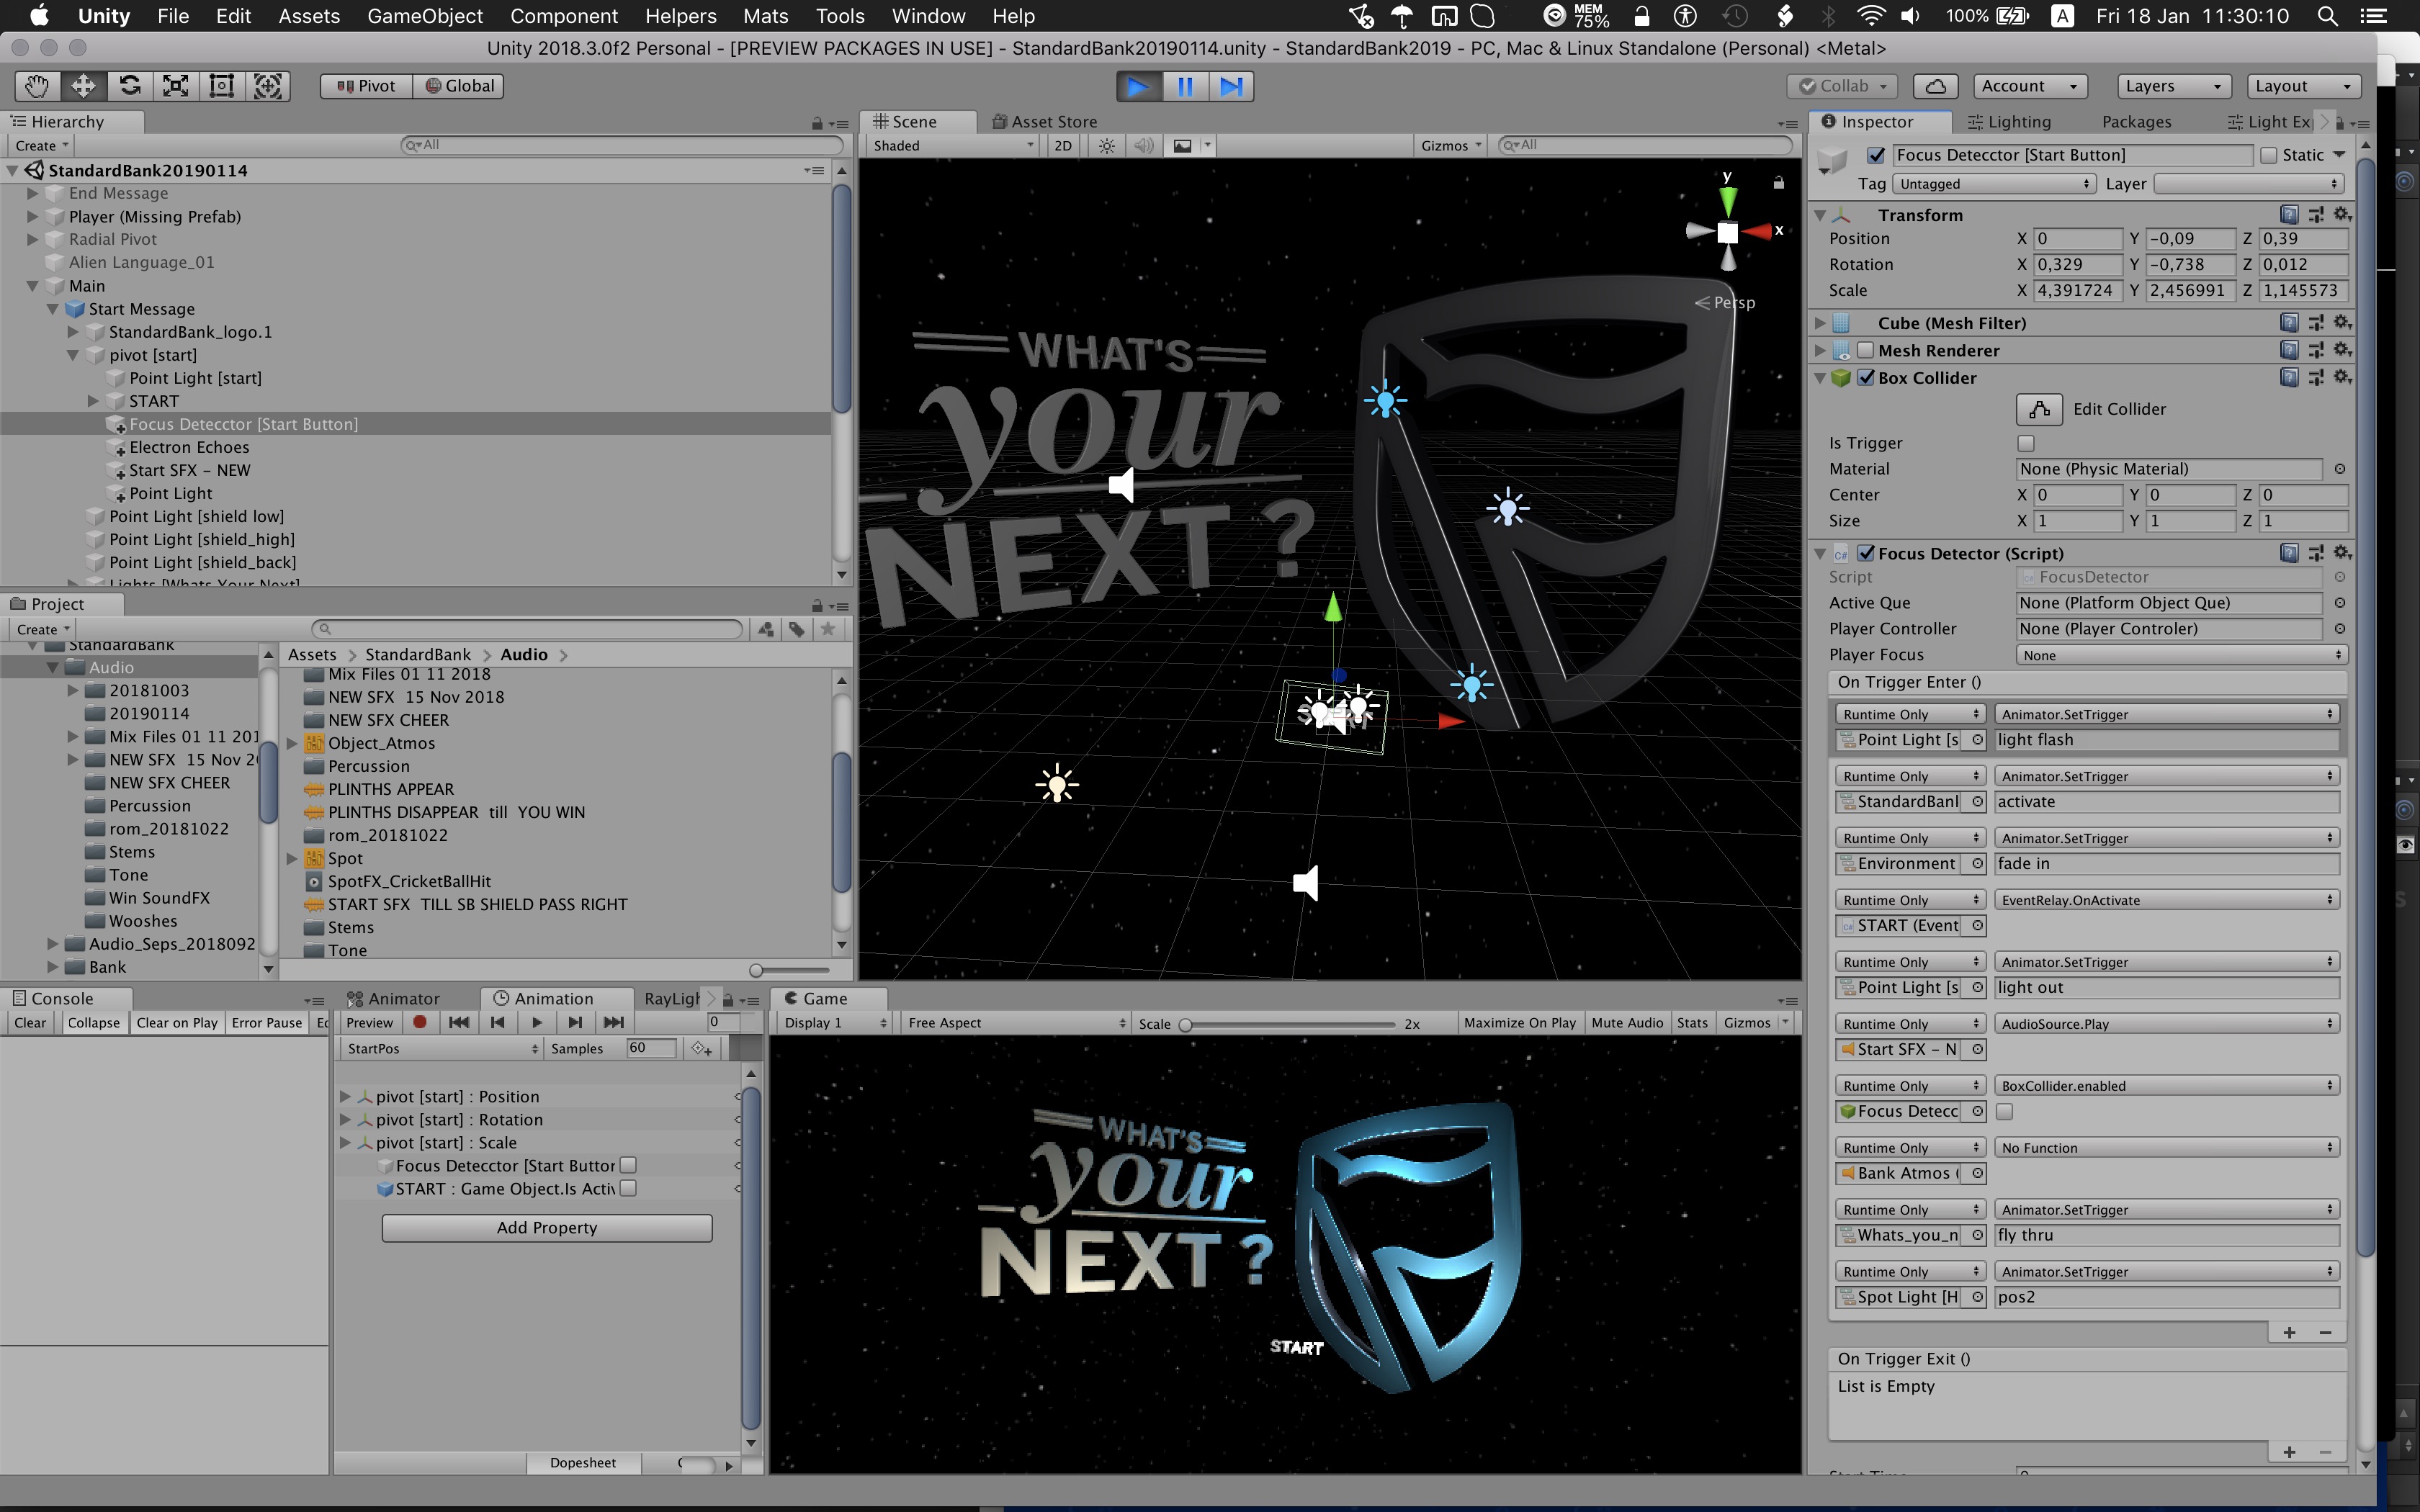 Unity File Edit Assets GameObject Component Helpers Mats Tools Window Help MEM 75% 100% A Fri 18 Jan 11:30:10
Unity 2018.3.0f2 Personal - [PREVIEW PACKAGES IN USE] - StandardBank20190114.unity - StandardBank2019 - PC, Mac & Linux Standalone (Personal) <Metal>
Pivot Global Collab Account Layers Layout
Hierarchy
Create All
StandardBank20190114
End Message
Player (Missing Prefab)
Radial Pivot
Alien Language_01
Main
Start Message
StandardBank_logo.1
pivot [start]
Point Light [start]
START
Focus Detecctor [Start Button]
Electron Echoes
Start SFX - NEW
Point Light
Point Light [shield low]
Point Light [shield_high]
Point Light [shield_back]
Lights [Whats Your Next]
Project
Create
StandardBank
Audio
20181003
20190114
Mix Files 01 11 201
NEW SFX 15 Nov 2
NEW SFX CHEER
Percussion
rom_20181022
Stems
Tone
Win SoundFX
Wooshes
Audio_Seps_2018092
Bank
Assets > StandardBank > Audio >
Mix Files 01 11 2018
NEW SFX 15 Nov 2018
NEW SFX CHEER
Object_Atmos
Percussion
PLINTHS APPEAR
PLINTHS DISAPPEAR till YOU WIN
rom_20181022
Spot
SpotFX_CricketBallHit
START SFX TILL SB SHIELD PASS RIGHT
Stems
Tone
Scene Asset Store
Shaded 2D Gizmos All
y
x
Persp
WHAT'S
your
NEXT ?
Console
Clear Collapse Clear on Play Error Pause
Animator Animation RayLigh
Preview 0
StartPos Samples 60
pivot [start] : Position
pivot [start] : Rotation
pivot [start] : Scale
Focus Detecctor [Start Buttor
START : Game Object.Is Activ
Add Property
Dopesheet
Game
Display 1 Free Aspect Scale 2x Maximize On Play Mute Audio Stats Gizmos
WHAT'S
your
NEXT ?
START
Inspector Lighting Packages Light Ex
Focus Detecctor [Start Button] Static
Tag Untagged Layer
Transform
Position X 0 Y -0,09 Z 0,39
Rotation X 0,329 Y -0,738 Z 0,012
Scale X 4,391724 Y 2,456991 Z 1,145573
Cube (Mesh Filter)
Mesh Renderer
Box Collider
Edit Collider
Is Trigger
Material None (Physic Material)
Center X 0 Y 0 Z 0
Size X 1 Y 1 Z 1
Focus Detector (Script)
Script FocusDetector
Active Que None (Platform Object Que)
Player Controller None (Player Controler)
Player Focus None
On Trigger Enter ()
Runtime Only Animator.SetTrigger
Point Light [s light flash
Runtime Only Animator.SetTrigger
StandardBanl activate
Runtime Only Animator.SetTrigger
Environment fade in
Runtime Only EventRelay.OnActivate
START (Event
Runtime Only Animator.SetTrigger
Point Light [s light out
Runtime Only AudioSource.Play
Start SFX - N
Runtime Only BoxCollider.enabled
Focus Detecc
Runtime Only No Function
Bank Atmos (
Runtime Only Animator.SetTrigger
Whats_you_n fly thru
Runtime Only Animator.SetTrigger
Spot Light [H pos2
+ -
On Trigger Exit ()
List is Empty
+ -